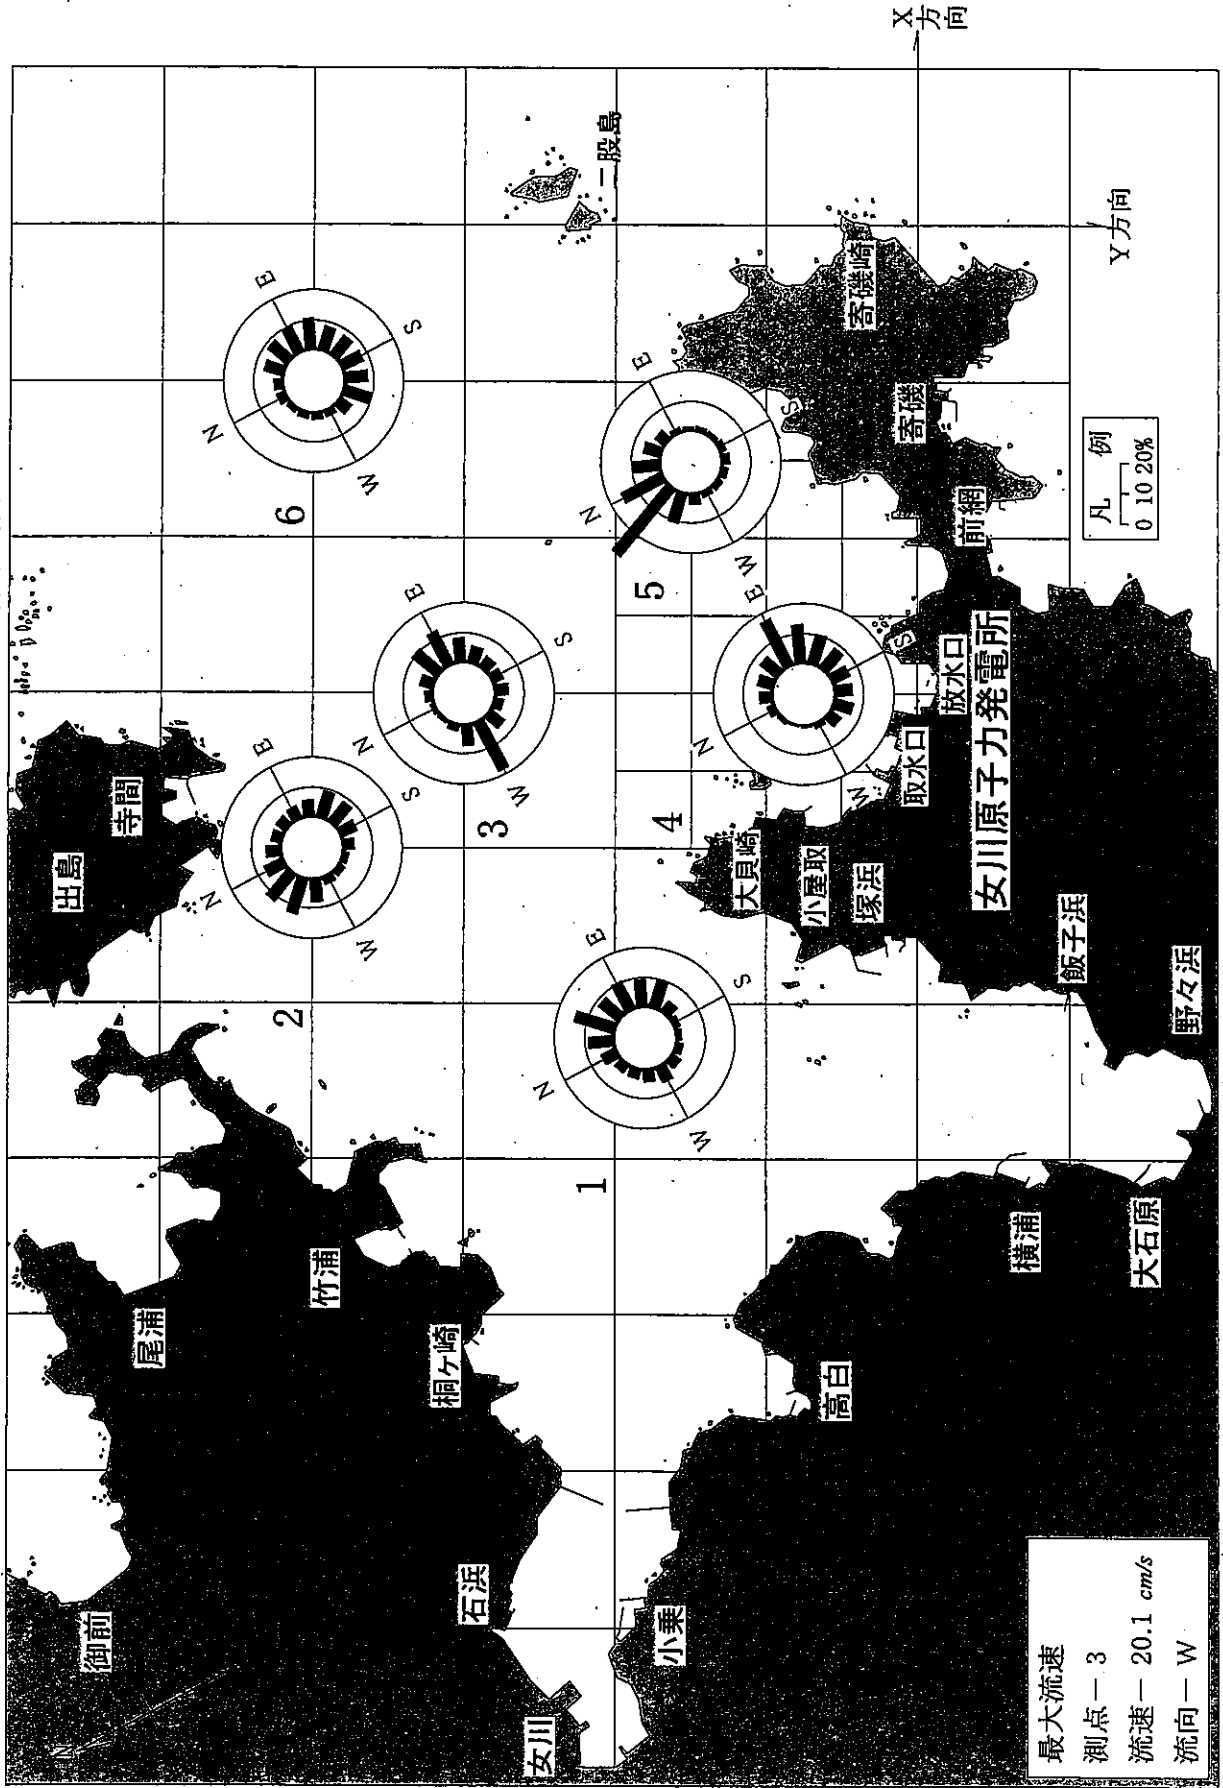 X方向
Y方向
二股島
寄磯崎
寄磯
前網
凡 例
0 10 20%
放水口
取水口
女川原子力発電所
大貝崎
小屋取
塚浜
飯子浜
野々浜
寺間
出島
横浦
大石原
高白
竹浦
尾浦
桐ヶ崎
石浜
小乗
御前
女川
N
1
N
E
S
W
2
N
E
S
W
3
N
E
S
W
4
N
E
S
W
5
N
E
S
W
6
N
E
S
W
最大流速
測点 − 3
流速 − 20.1 cm/s
流向 − W